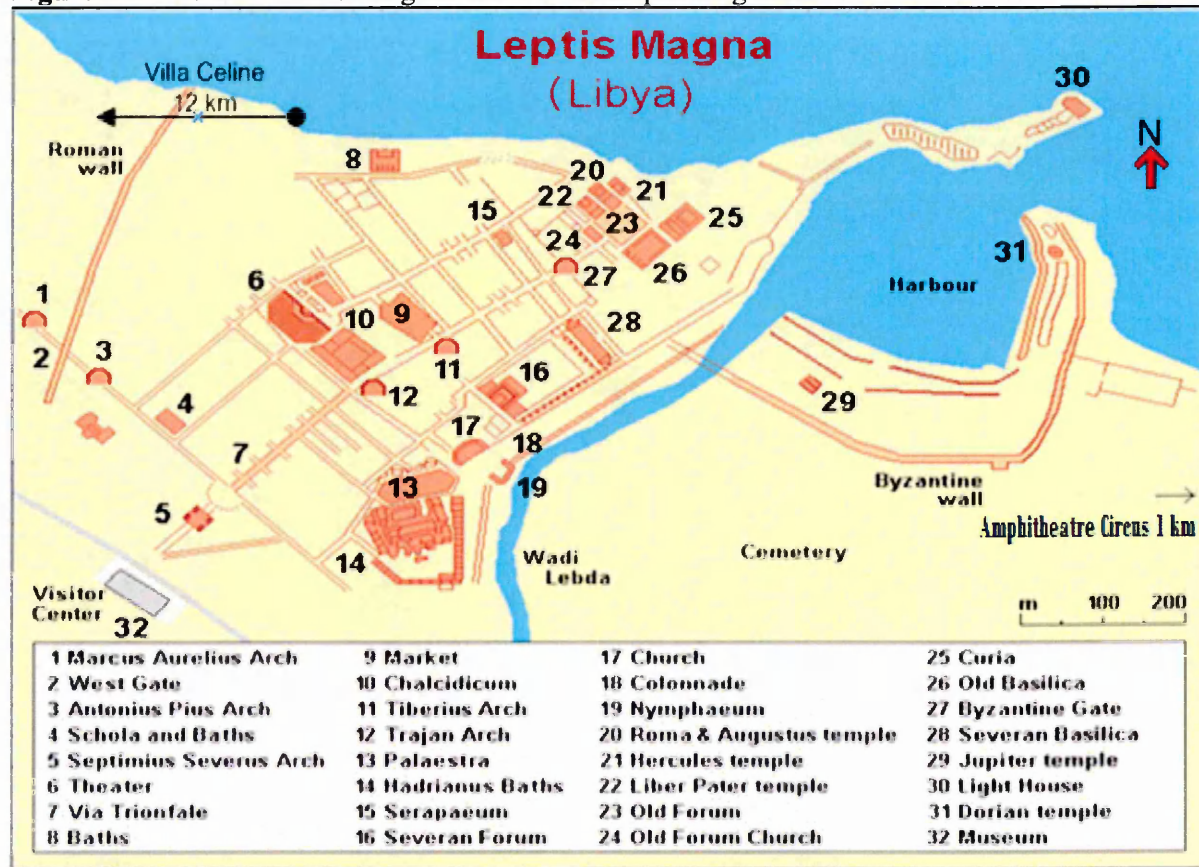 Leptis Magna
(Libya)
Villa Celine
12 km
Roman
wall
N
30
8
20
21
22
15
23
25
24
31
27
26
6
Harbour
1
10
9
28
2
3
11
16
12
29
4
17
7
18
13
19
Byzantine
wall
5
Amphitheatre Circus 1 km
14
Wadi
Lebda
Cemetery
Visitor
Center
32
m 100 200
1 Marcus Aurelius Arch
2 West Gate
3 Antonius Pius Arch
4 Schola and Baths
5 Septimius Severus Arch
6 Theater
7 Via Trionfale
8 Baths
9 Market
10 Chalcidicum
11 Tiberius Arch
12 Trajan Arch
13 Palaestra
14 Hadrianus Baths
15 Serapaeum
16 Severan Forum
17 Church
18 Colonnade
19 Nymphaeum
20 Roma & Augustus temple
21 Hercules temple
22 Liber Pater temple
23 Old Forum
24 Old Forum Church
25 Curia
26 Old Basilica
27 Byzantine Gate
28 Severan Basilica
29 Jupiter temple
30 Light House
31 Dorian temple
32 Museum